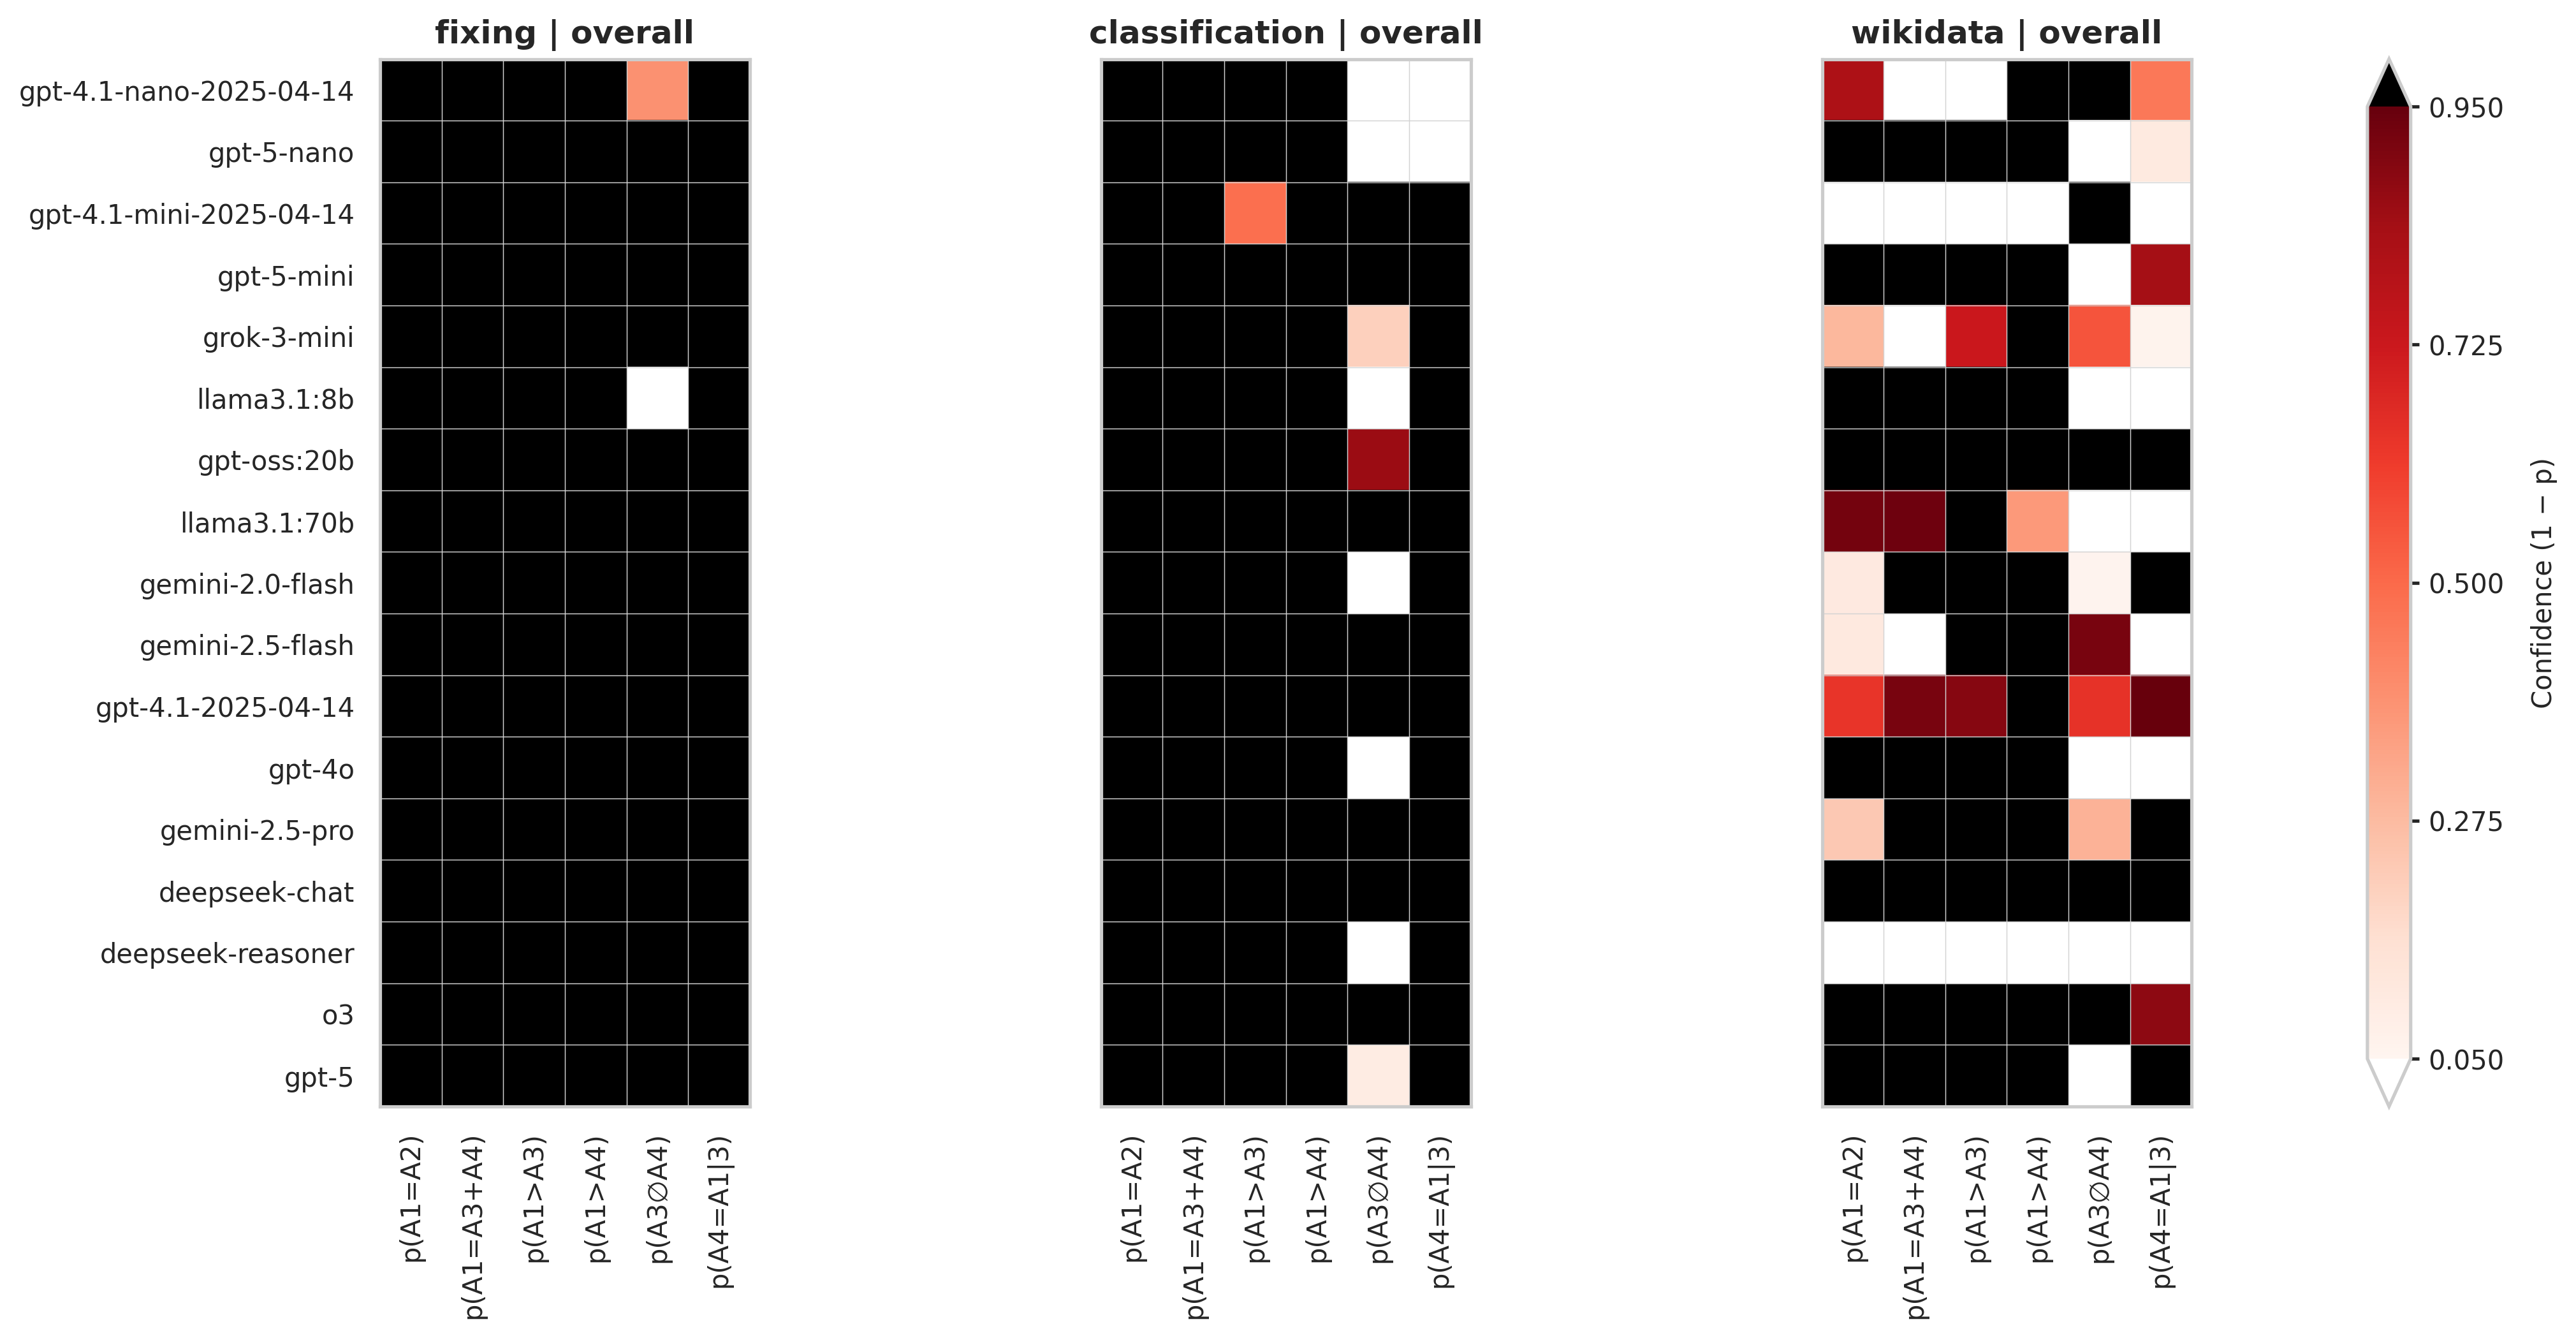 fixing | overall
classification | overall
wikidata | overall
gpt-4.1-nano-2025-04-14
gpt-5-nano
gpt-4.1-mini-2025-04-14
gpt-5-mini
grok-3-mini
llama3.1:8b
gpt-oss:20b
llama3.1:70b
gemini-2.0-flash
gemini-2.5-flash
gpt-4.1-2025-04-14
gpt-4o
gemini-2.5-pro
deepseek-chat
deepseek-reasoner
o3
gpt-5
p(A1=A2)
p(A1=A3+A4)
p(A1>A3)
p(A1>A4)
p(A3∅A4)
p(A4=A1|3)
p(A1=A2)
p(A1=A3+A4)
p(A1>A3)
p(A1>A4)
p(A3∅A4)
p(A4=A1|3)
p(A1=A2)
p(A1=A3+A4)
p(A1>A3)
p(A1>A4)
p(A3∅A4)
p(A4=A1|3)
0.950
0.725
0.500
0.275
0.050
Confidence (1 − p)